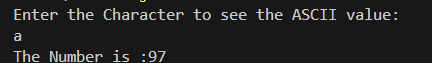 Enter the Character to see the ASCII value:
a
The Number is :97